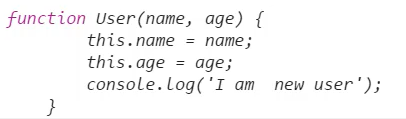 function User(name, age) {
        this.name = name;
        this.age = age;
        console.log('I am  new user');
    }